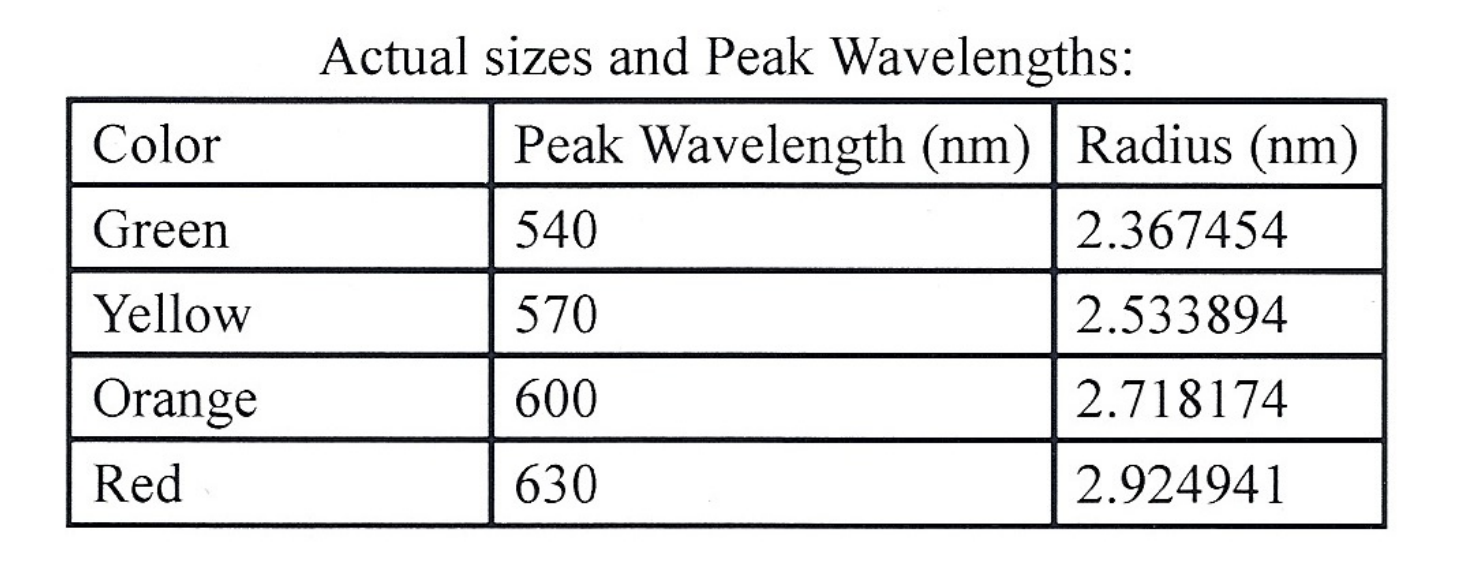 Actual sizes and Peak Wavelengths:
Color Peak Wavelength (nm) Radius (nm)
Green 540 2.367454
Yellow 570 2.533894
Orange 600 2.718174
Red 630 2.924941